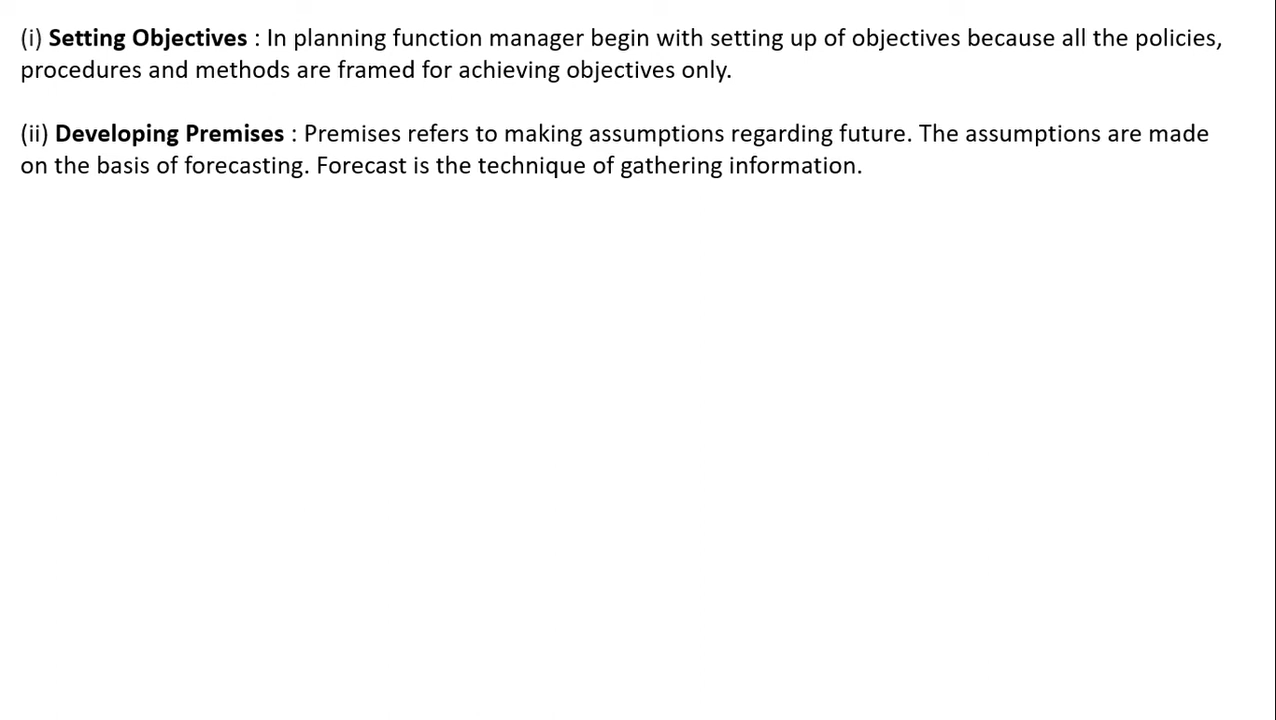 (i) Setting Objectives : In planning function manager begin with setting up of objectives because all the policies,
procedures and methods are framed for achieving objectives only.
(ii) Developing Premises : Premises refers to making assumptions regarding future. The assumptions are made
on the basis of forecasting. Forecast is the technique of gathering information.